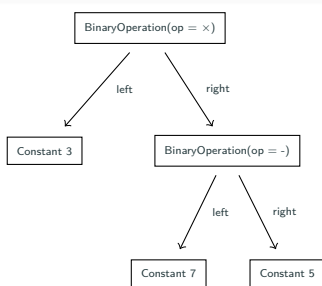 BinaryOperation(op = ×)
left
right
Constant 3
BinaryOperation(op = -)
left
right
Constant 7
Constant 5